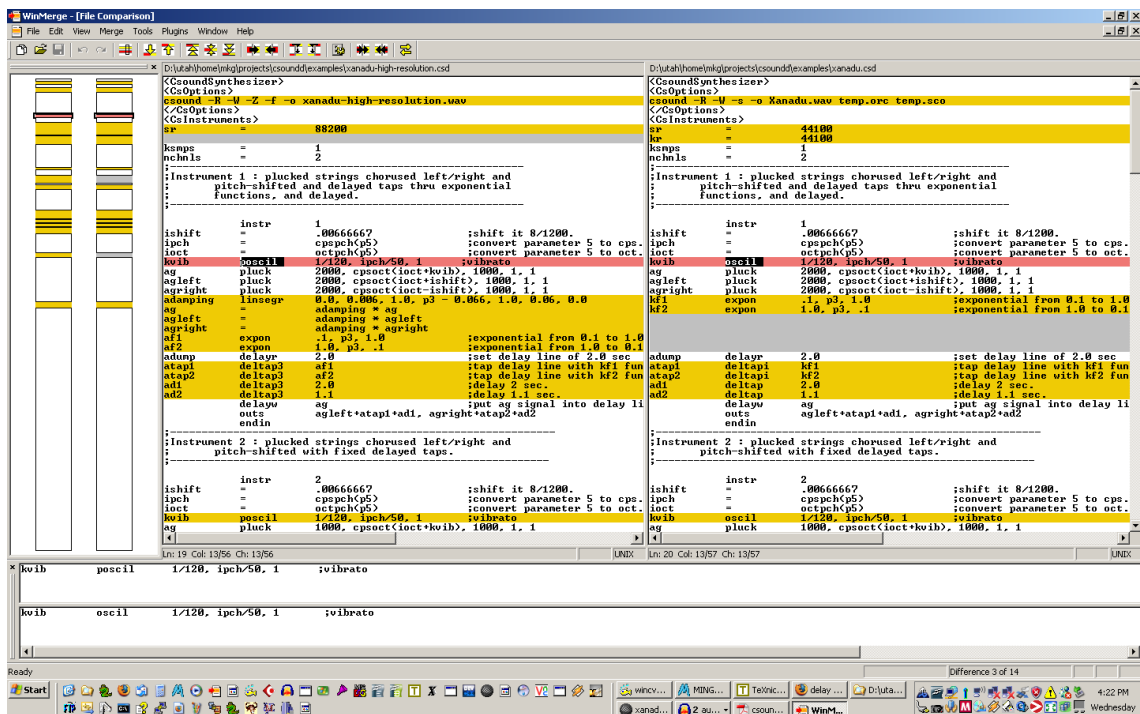 WinMerge - [File Comparison]
File Edit View Merge Tools Plugins Window Help
D:\utah\home\mkg\projects\csoundd\examples\xanadu-high-resolution.csd
<CsoundSynthesizer>
<CsOptions>
csound -R -W -Z -f -o xanadu-high-resolution.wav
</CsOptions>
<CsInstruments>
sr = 88200
ksmps = 1
nchnls = 2
;--------------------------------------------------------
;Instrument 1 : plucked strings chorused left/right and
; pitch-shifted and delayed taps thru exponential
; functions, and delayed.
;--------------------------------------------------------
instr 1
ishift = .00666667 ;shift it 8/1200.
ipch = cpspch(p5) ;convert parameter 5 to cps.
ioct = octpch(p5) ;convert parameter 5 to oct.
kvib poscil 1/120, ipch/50, 1 ;vibrato
ag pluck 2000, cpsoct(ioct+kvib), 1000, 1, 1
agleft pluck 2000, cpsoct(ioct+ishift), 1000, 1, 1
agright pluck 2000, cpsoct(ioct-ishift), 1000, 1, 1
adamping linsegr 0.0, 0.006, 1.0, p3 - 0.066, 1.0, 0.06, 0.0
ag = adamping * ag
agleft = adamping * agleft
agright = adamping * agright
af1 expon .1, p3, 1.0 ;exponential from 0.1 to 1.0
af2 expon 1.0, p3, .1 ;exponential from 1.0 to 0.1
adump delayr 2.0 ;set delay line of 2.0 sec
atap1 deltap3 af1 ;tap delay line with kf1 fun
atap2 deltap3 af2 ;tap delay line with kf2 fun
ad1 deltap3 2.0 ;delay 2 sec.
ad2 deltap3 1.1 ;delay 1.1 sec.
delayw ag ;put ag signal into delay li
outs agleft+atap1+ad1, agright+atap2+ad2
endin
;--------------------------------------------------------
;Instrument 2 : plucked strings chorused left/right and
; pitch-shifted with fixed delayed taps.
;--------------------------------------------------------
instr 2
ishift = .00666667 ;shift it 8/1200.
ipch = cpspch(p5) ;convert parameter 5 to cps.
ioct = octpch(p5) ;convert parameter 5 to oct.
kvib poscil 1/120, ipch/50, 1 ;vibrato
ag pluck 1000, cpsoct(ioct+kvib), 1000, 1, 1
Ln: 19 Col: 13/56 Ch: 13/56 UNIX
D:\utah\home\mkg\projects\csoundd\examples\xanadu.csd
<CsoundSynthesizer>
<CsOptions>
csound -R -W -s -o Xanadu.wav temp.orc temp.sco
</CsOptions>
<CsInstruments>
sr = 44100
kr = 44100
ksmps = 1
nchnls = 2
;--------------------------------------------------------
;Instrument 1 : plucked strings chorused left/right and
; pitch-shifted and delayed taps thru exponential
; functions, and delayed.
;--------------------------------------------------------
instr 1
ishift = .00666667 ;shift it 8/1200.
ipch = cpspch(p5) ;convert parameter 5 to cps.
ioct = octpch(p5) ;convert parameter 5 to oct.
kvib oscil 1/120, ipch/50, 1 ;vibrato
ag pluck 2000, cpsoct(ioct+kvib), 1000, 1, 1
agleft pluck 2000, cpsoct(ioct+ishift), 1000, 1, 1
agright pluck 2000, cpsoct(ioct-ishift), 1000, 1, 1
kf1 expon .1, p3, 1.0 ;exponential from 0.1 to 1.0
kf2 expon 1.0, p3, .1 ;exponential from 1.0 to 0.1
adump delayr 2.0 ;set delay line of 2.0 sec
atap1 deltapi kf1 ;tap delay line with kf1 fun
atap2 deltapi kf2 ;tap delay line with kf2 fun
ad1 deltap 2.0 ;delay 2 sec.
ad2 deltap 1.1 ;delay 1.1 sec.
delayw ag ;put ag signal into delay li
outs agleft+atap1+ad1, agright+atap2+ad2
endin
;--------------------------------------------------------
;Instrument 2 : plucked strings chorused left/right and
; pitch-shifted with fixed delayed taps.
;--------------------------------------------------------
instr 2
ishift = .00666667 ;shift it 8/1200.
ipch = cpspch(p5) ;convert parameter 5 to cps.
ioct = octpch(p5) ;convert parameter 5 to oct.
kvib oscil 1/120, ipch/50, 1 ;vibrato
ag pluck 1000, cpsoct(ioct+kvib), 1000, 1, 1
Ln: 20 Col: 13/57 Ch: 13/57 UNIX
kvib poscil 1/120, ipch/50, 1 ;vibrato
kvib oscil 1/120, ipch/50, 1 ;vibrato
Ready Difference 3 of 14
Start wincv... MING... TeXnic... delay ... D:\uta... 4:22 PM
xanad... 2 au... csoun... WinM... Wednesday